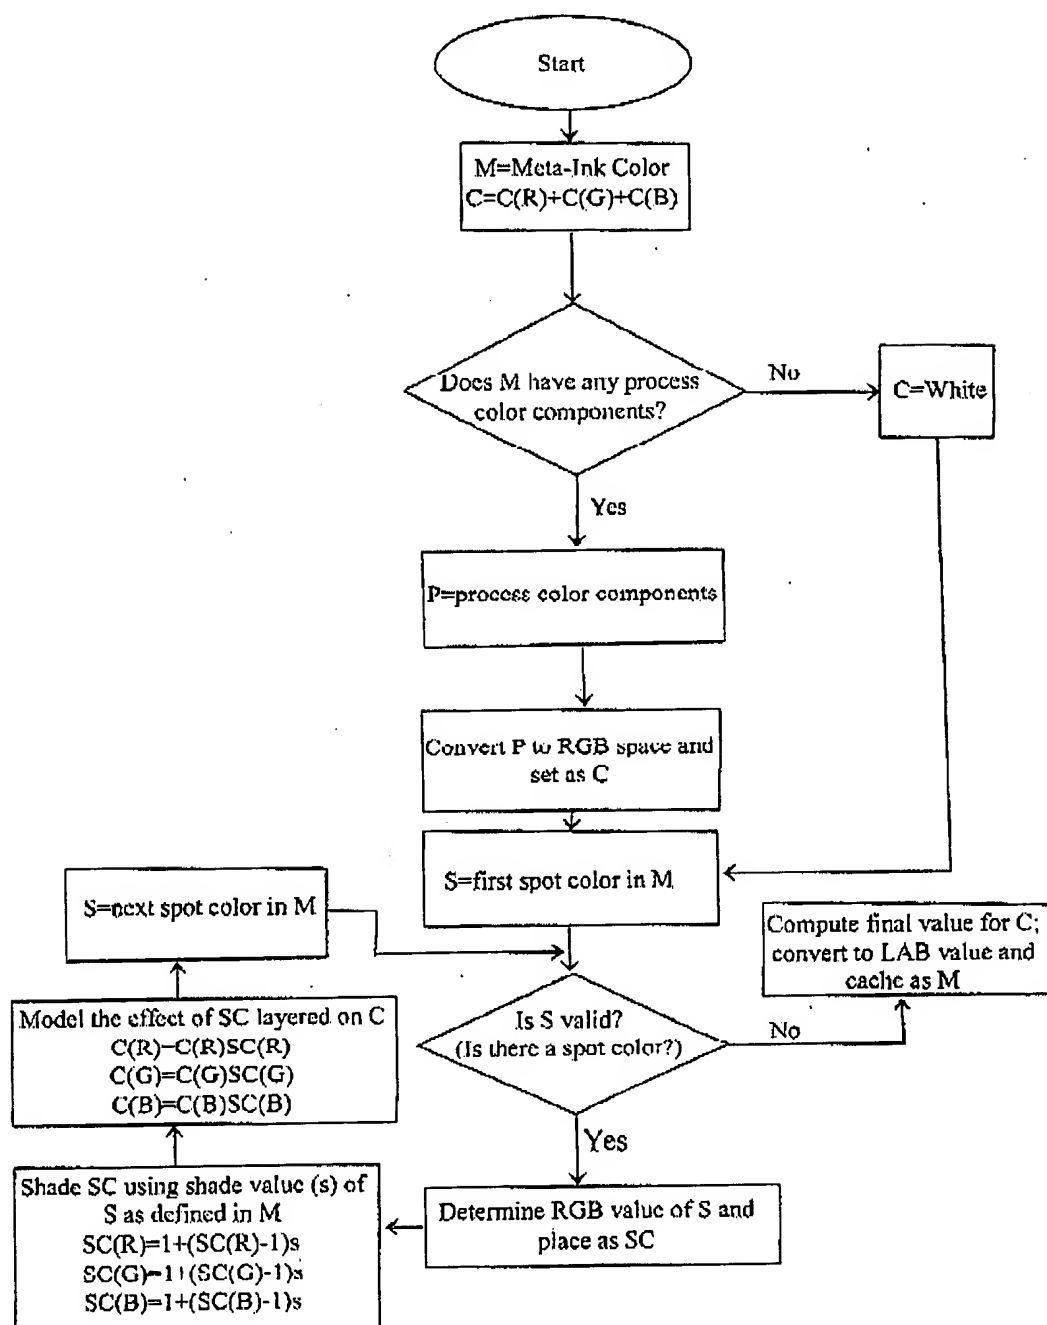 Start
M=Meta-Ink Color
C=C(R)+C(G)+C(B)
Does M have any process
color components?
No
C=White
Yes
P=process color components
Convert P to RGB space and
set as C
S=first spot color in M
S=next spot color in M
Compute final value for C;
convert to LAB value and
cache as M
Is S valid?
(Is there a spot color?)
No
Yes
Model the effect of SC layered on C
C(R)=C(R)SC(R)
C(G)=C(G)SC(G)
C(B)=C(B)SC(B)
Determine RGB value of S and
place as SC
Shade SC using shade value (s) of
S as defined in M
SC(R)=1+(SC(R)-1)s
SC(G)=1+(SC(G)-1)s
SC(B)=1+(SC(B)-1)s